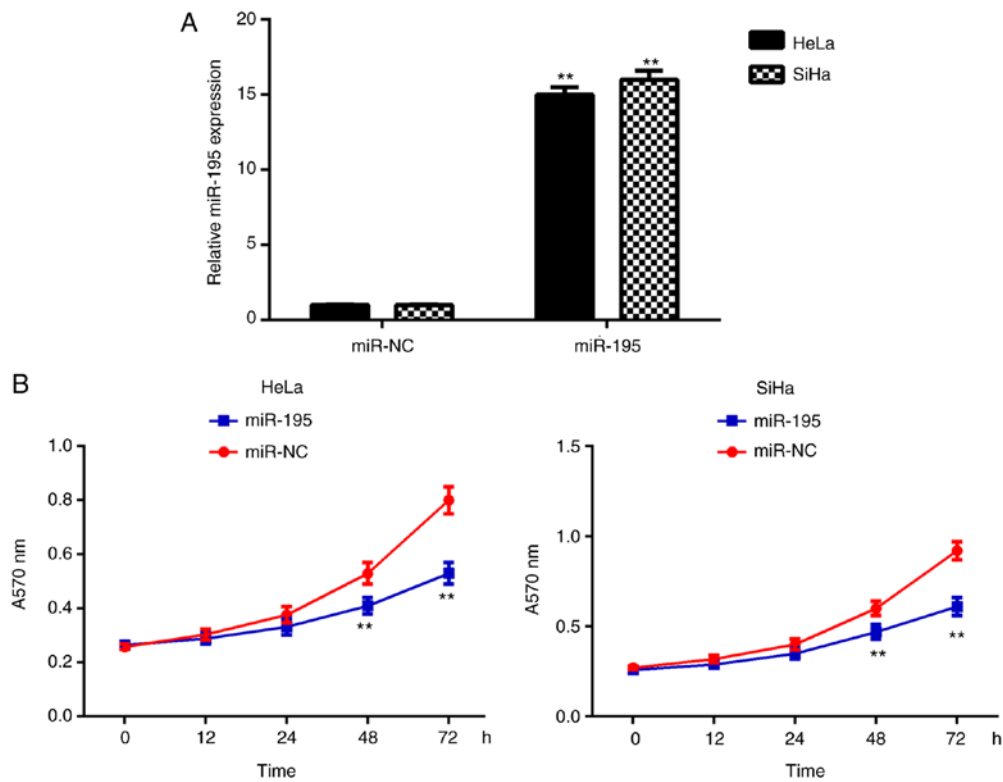 A
Relative miR-195 expression
20
15
10
5
0
**
**
HeLa
SiHa
miR-NC
miR-195
B
HeLa
miR-195
miR-NC
A570 nm
1.0
0.8
0.6
0.4
0.2
0.0
**
**
0 12 24 48 72 h
Time
SiHa
miR-195
miR-NC
A570 nm
1.5
1.0
0.5
0.0
**
**
0 12 24 48 72 h
Time